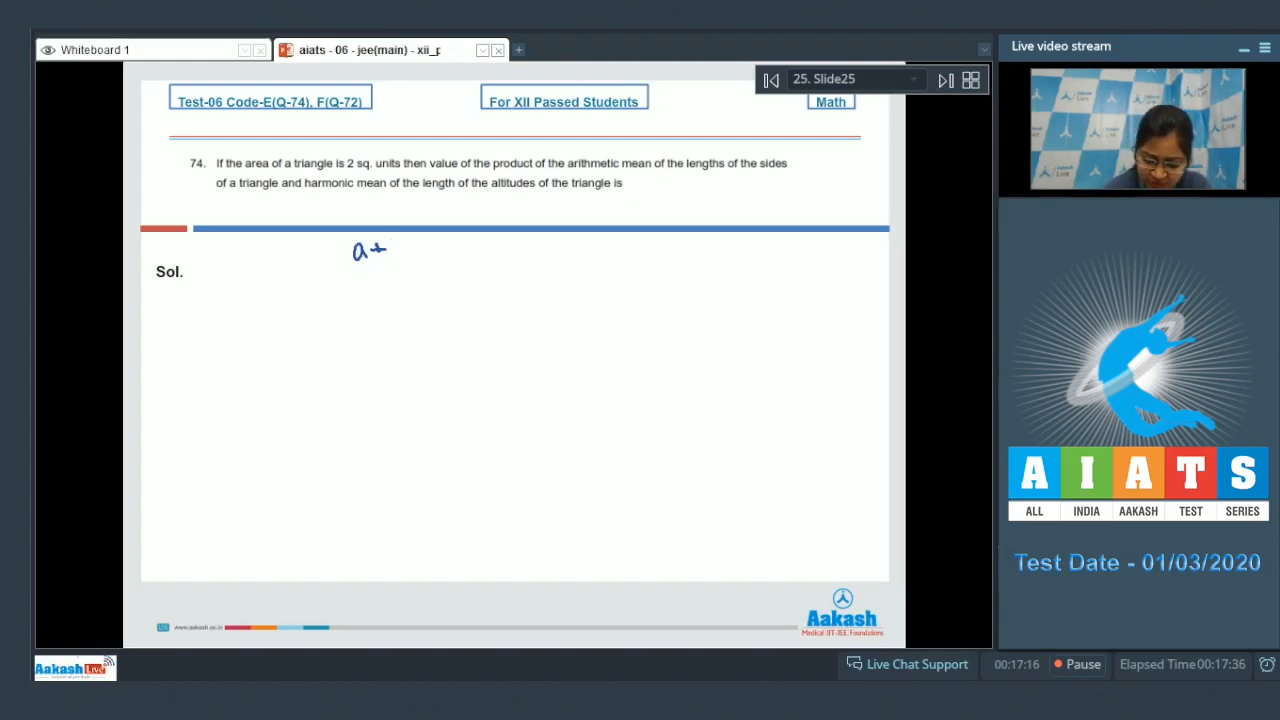 Whiteboard 1
aiats - 06 - jee(main) - xii_p
Live video stream
25. Slide25
Test-06 Code-E(Q-74), F(Q-72)
For XII Passed Students
Math
74. If the area of a triangle is 2 sq. units then value of the product of the arithmetic mean of the lengths of the sides
of a triangle and harmonic mean of the length of the altitudes of the triangle is
a+
Sol.
A I A T S
ALL INDIA AAKASH TEST SERIES
Test Date - 01/03/2020
www.aakash.ac.in
Aakash
Medical IIT-JEE Foundations
Aakash Live
Live Chat Support
00:17:16
Pause
Elapsed Time 00:17:36